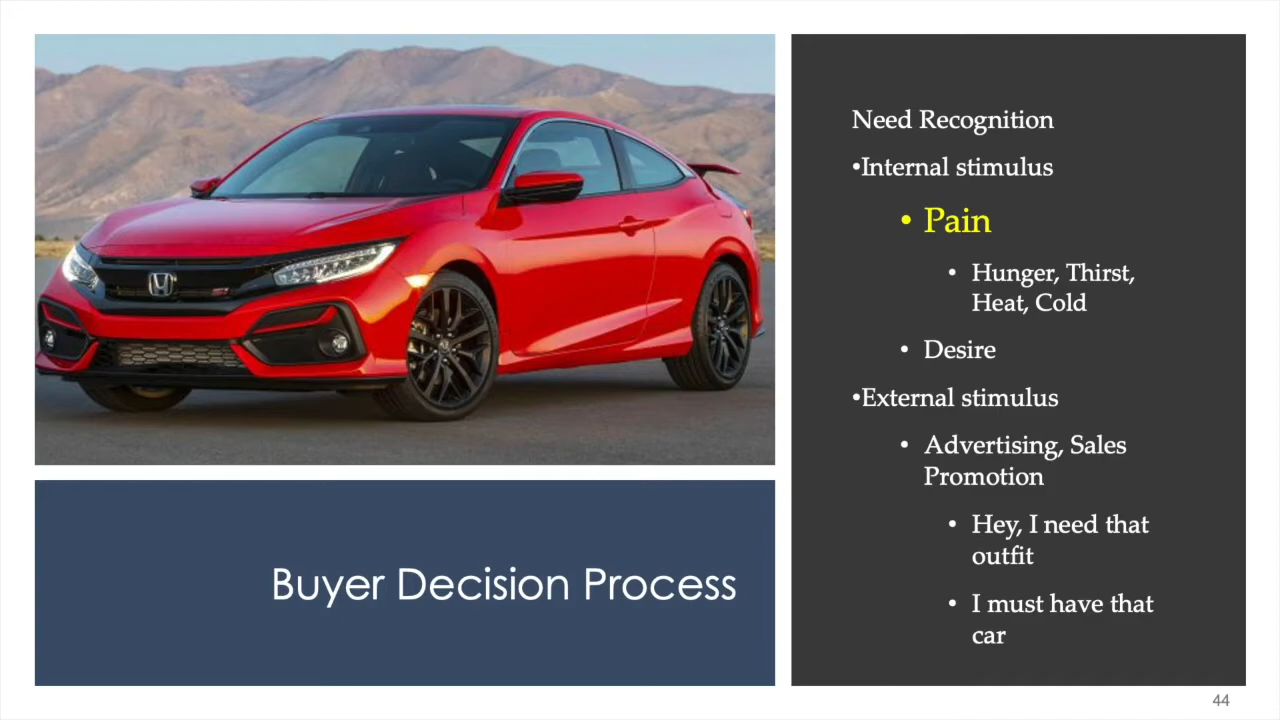 Buyer Decision Process
Need Recognition
•Internal stimulus
• Pain
• Hunger, Thirst,
Heat, Cold
• Desire
•External stimulus
• Advertising, Sales
Promotion
• Hey, I need that
outfit
• I must have that
car
44